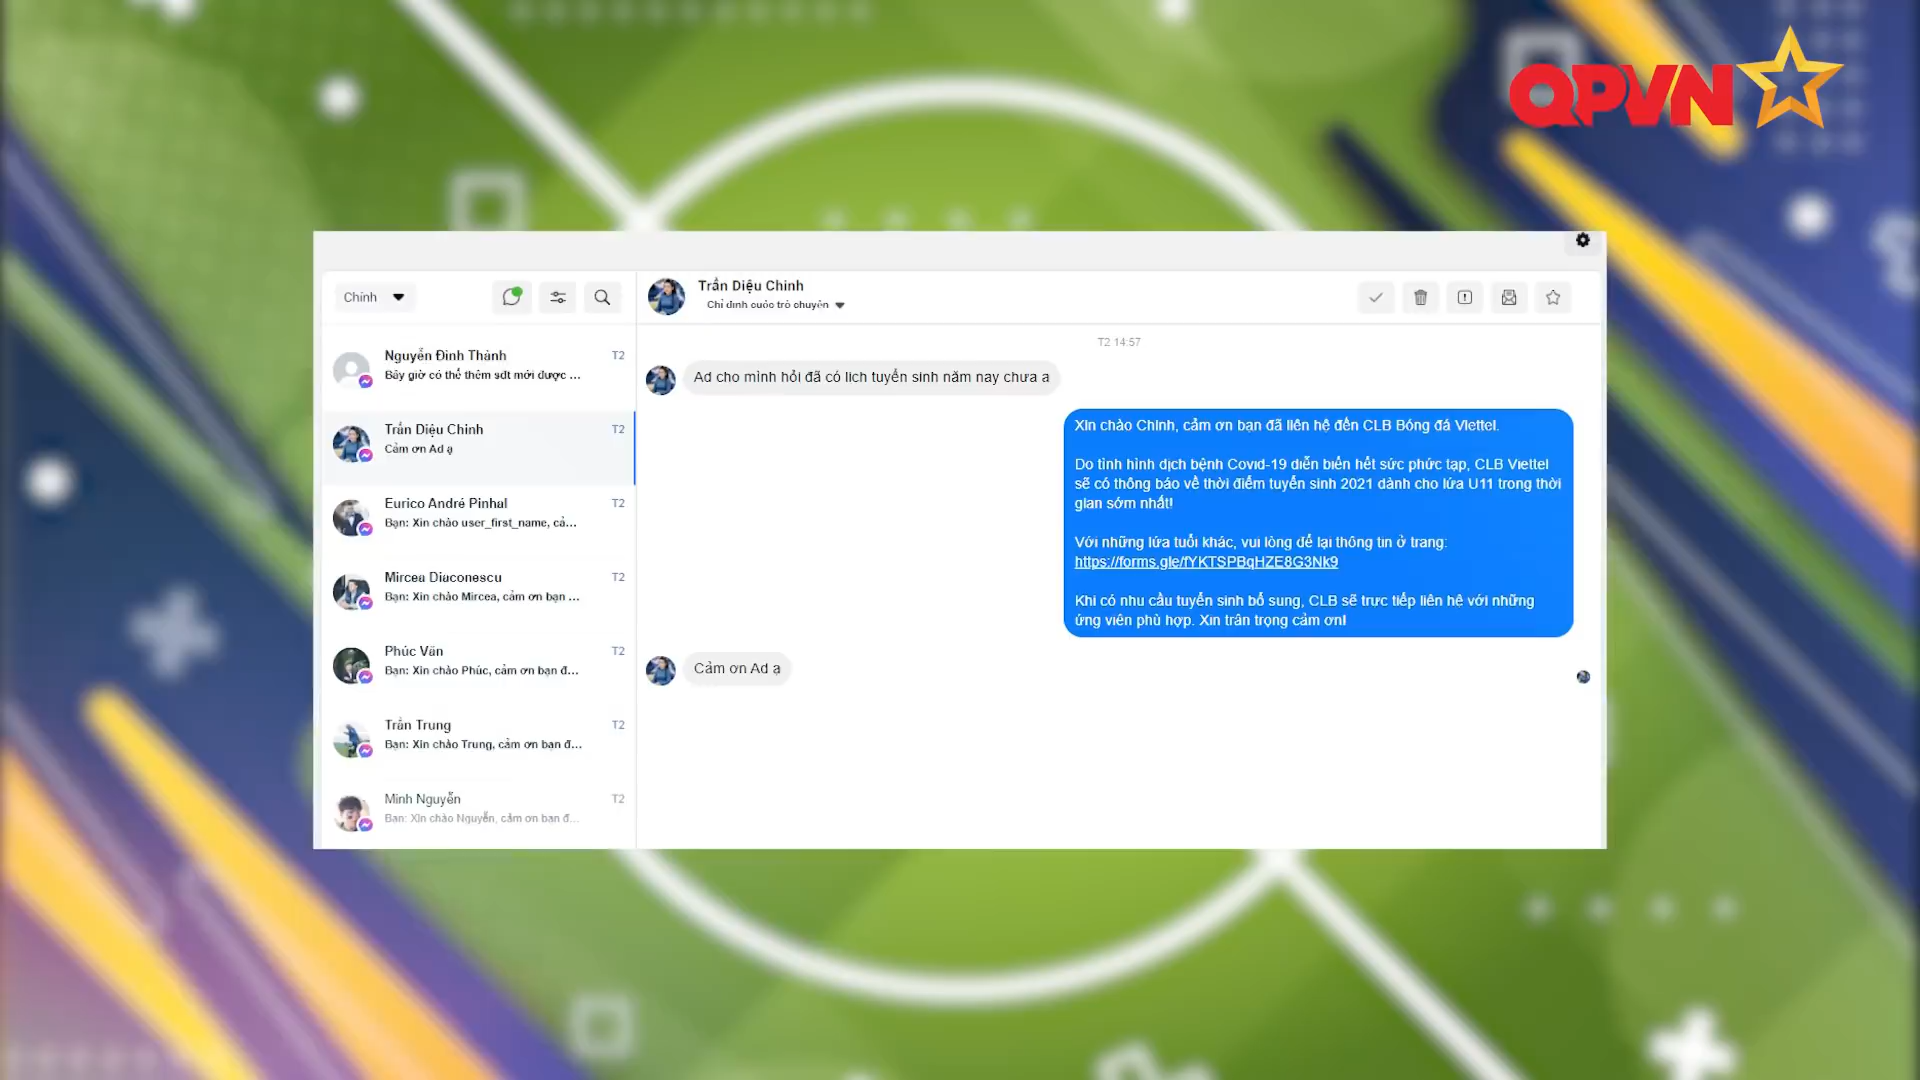 QPVN
Chính
Trần Diệu Chinh
Chỉ định cuộc trò chuyện
Nguyễn Đình Thành
T2
Bây giờ có thể thêm sđt mới được ...
Trần Diệu Chinh
T2
Cảm ơn Ad ạ
Eurico André Pinhal
T2
Bạn: Xin chào user_first_name, cả...
Mircea Diaconescu
T2
Bạn: Xin chào Mircea, cảm ơn bạn ...
Phúc Văn
T2
Bạn: Xin chào Phúc, cảm ơn bạn đ...
Trần Trung
T2
Bạn: Xin chào Trung, cảm ơn bạn đ...
Minh Nguyễn
T2
Bạn: Xin chào Nguyễn, cảm ơn bạn đ...
T2 14:57
Ad cho mình hỏi đã có lich tuyển sinh năm nay chưa a
Xin chào Chinh, cảm ơn bạn đã liên hệ đến CLB Bóng đá Viettel.
Do tình hình dịch bệnh Covid-19 diễn biến hết sức phức tạp, CLB Viettel
sẽ có thông báo về thời điểm tuyển sinh 2021 dành cho lứa U11 trong thời
gian sớm nhất!
Với những lứa tuổi khác, vui lòng để lại thông tin ở trang:
https://forms.gle/fYKTSPBqHZE8G3Nk9
Khi có nhu cầu tuyển sinh bổ sung, CLB sẽ trực tiếp liên hệ với những
ứng viên phù hợp. Xin trân trọng cảm ơn!
Cảm ơn Ad ạ